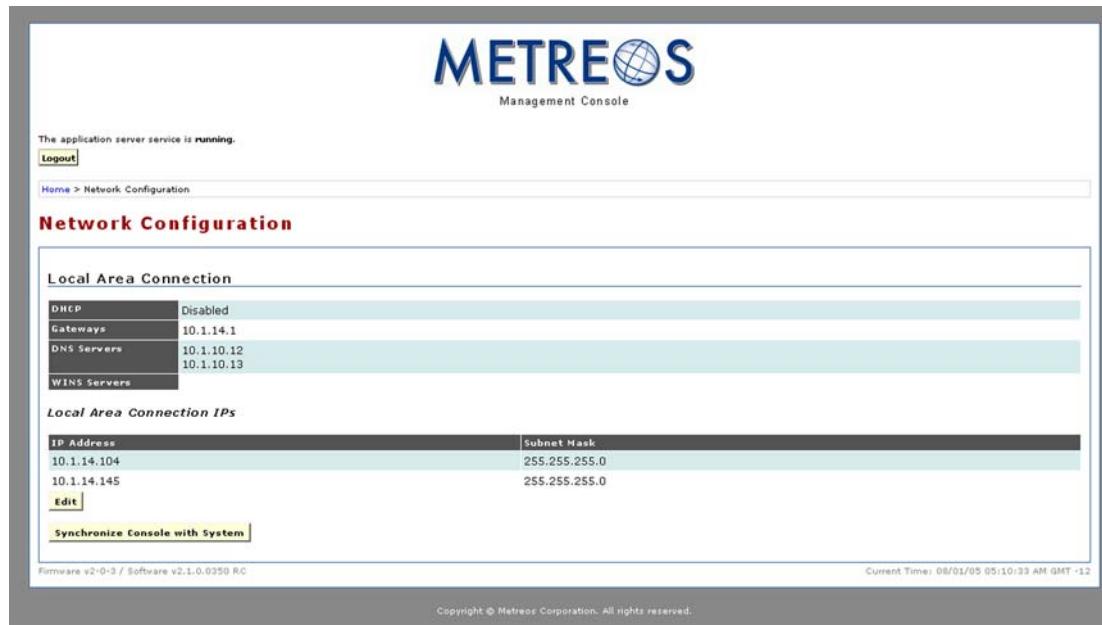 METREOS
Management Console
The application server service is running.
Logout
Home > Network Configuration
Network Configuration
Local Area Connection
DHCP Disabled
Gateways 10.1.14.1
DNS Servers 10.1.10.12
10.1.10.13
WINS Servers
Local Area Connection IPs
IP Address Subnet Mask
10.1.14.104 255.255.255.0
10.1.14.145 255.255.255.0
Edit
Synchronize Console with System
Firmware v2-0-3 / Software v2.1.0.0350 RC Current Time: 08/01/05 05:10:33 AM GMT -12
Copyright © Metreos Corporation. All rights reserved.